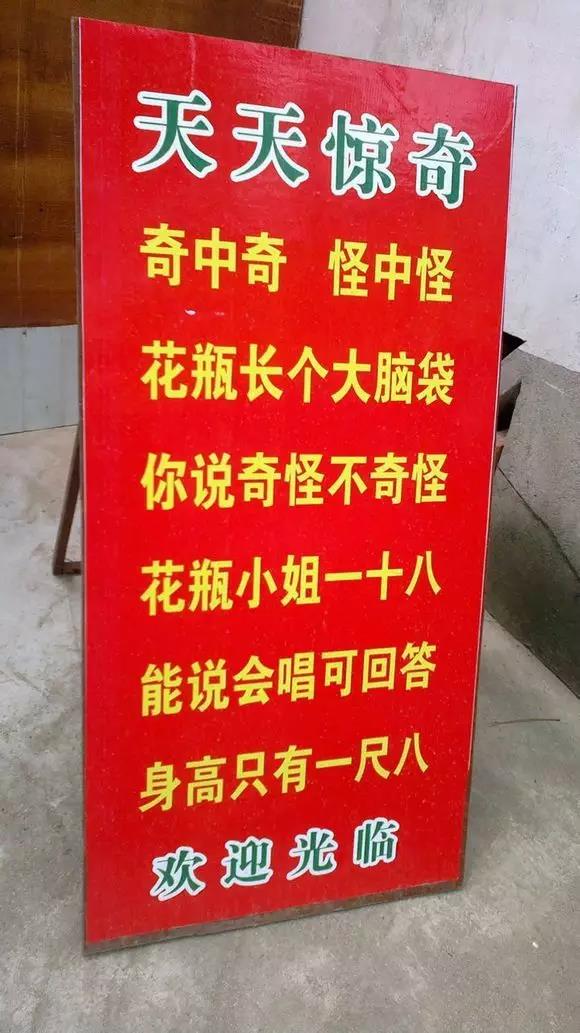 天天惊奇
奇中奇 怪中怪
花瓶长个大脑袋
你说奇怪不奇怪
花瓶小姐一十八
能说会唱可回答
身高只有一尺八
欢迎光临